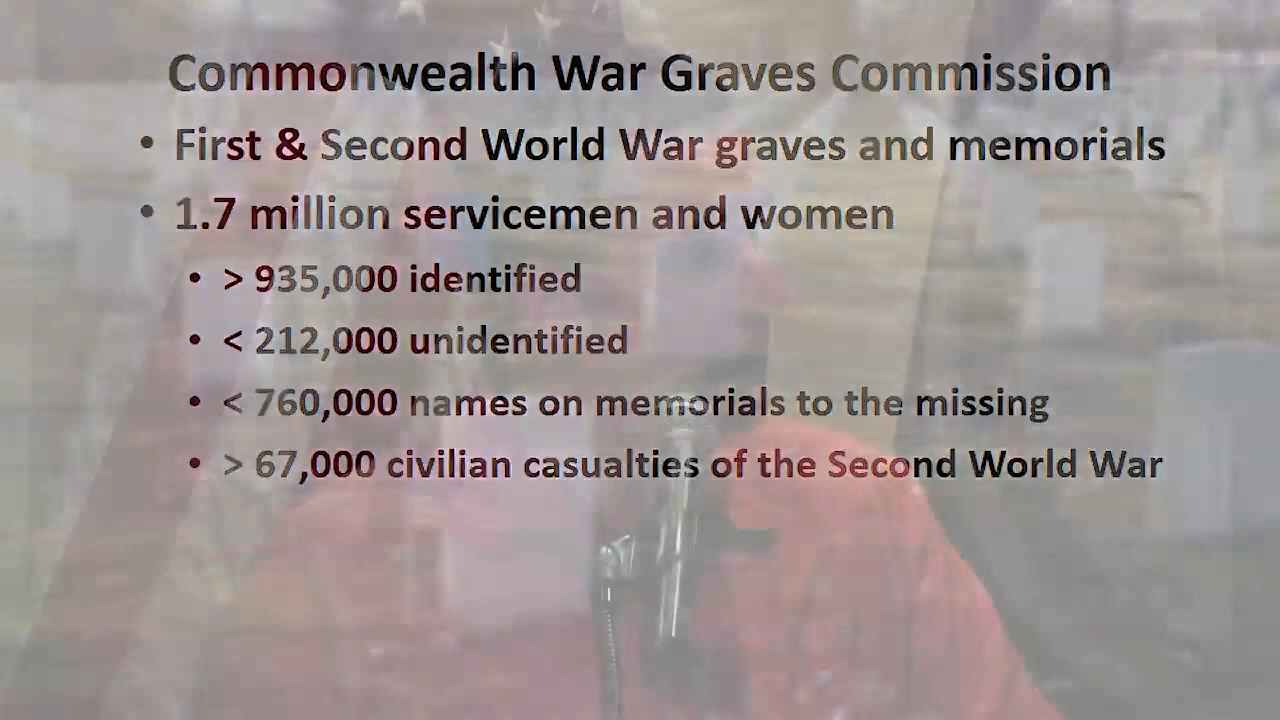 Commonwealth War Graves Commission
• First & Second World War graves and memorials
• 1.7 million servicemen and women
• > 935,000 identified
• < 212,000 unidentified
• < 760,000 names on memorials to the missing
• > 67,000 civilian casualties of the Second World War